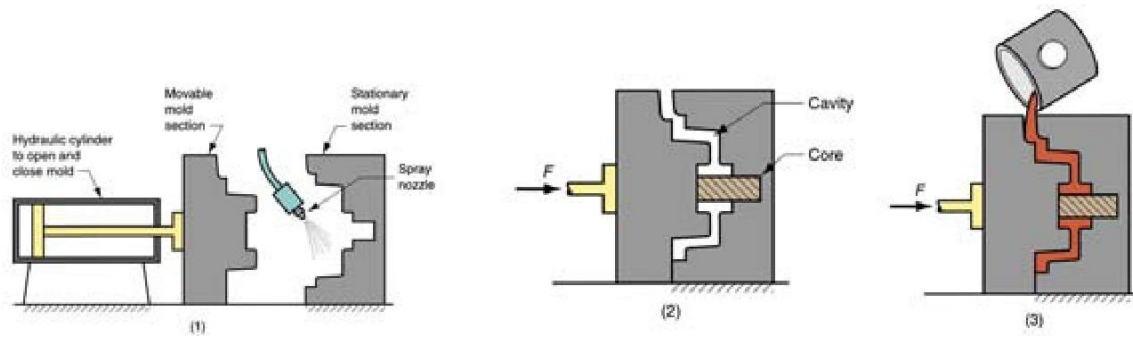 Movable
mold
section
Stationary
mold
section
Hydraulic cylinder
to open and
close mold
Spray
nozzle
(1)
F
Cavity
Core
(2)
F
(3)